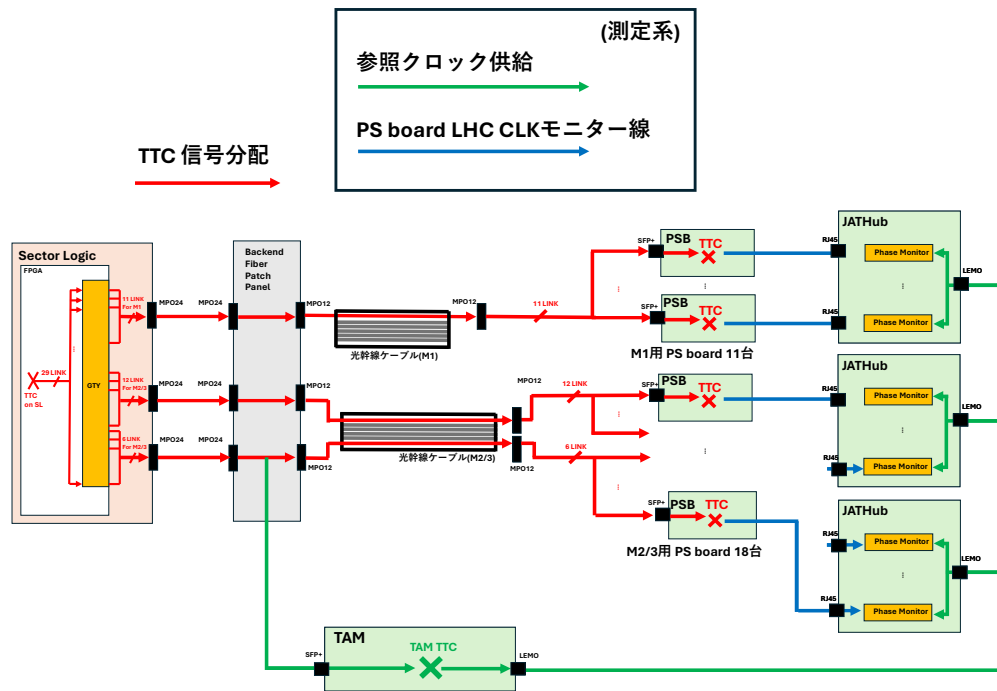 (測定系)
参照クロック供給
PS board LHC CLKモニター線
TTC 信号分配
Sector Logic
FPGA
11 LINK
For M1
29 LINK
TTC
on SL
GTY
12 LINK
For M2/3
6 LINK
For M2/3
MPO24
MPO24
MPO24
MPO24
MPO24
MPO24
Backend
Fiber
Patch
Panel
MPO12
MPO12
MPO12
光幹線ケーブル(M1)
MPO12
11 LINK
光幹線ケーブル(M2/3)
MPO12
MPO12
12 LINK
6 LINK
SFP+
PSB
TTC
SFP+
PSB
TTC
M1用 PS board 11台
SFP+
PSB
TTC
SFP+
PSB
TTC
M2/3用 PS board 18台
JATHub
RJ45
Phase Monitor
LEMO
RJ45
Phase Monitor
JATHub
RJ45
Phase Monitor
LEMO
RJ45
Phase Monitor
JATHub
RJ45
Phase Monitor
LEMO
RJ45
Phase Monitor
TAM
SFP+
TAM TTC
LEMO